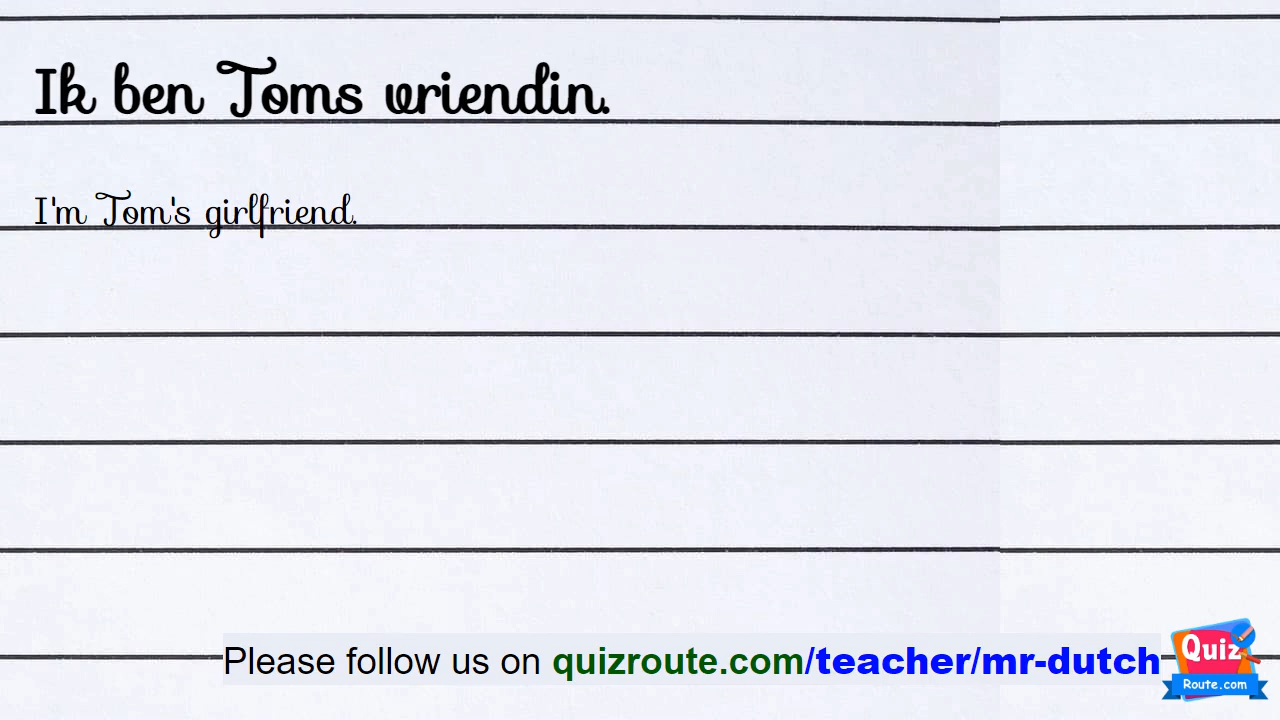 Ik ben Toms vriendin.
I'm Tom's girlfriend.
Please follow us on quizroute.com/teacher/mr-dutch
Quiz
Route.com